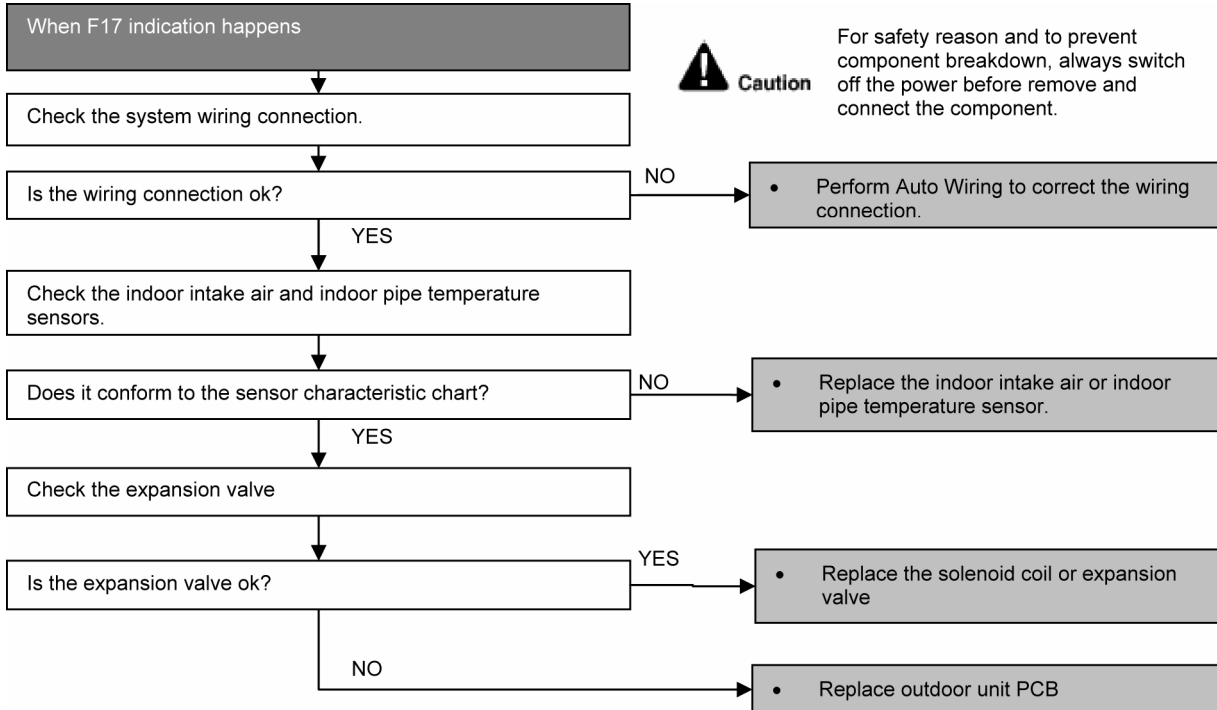 When F17 indication happens
Caution
For safety reason and to prevent
component breakdown, always switch
off the power before remove and
connect the component.
Check the system wiring connection.
Is the wiring connection ok?
NO
• Perform Auto Wiring to correct the wiring
connection.
YES
Check the indoor intake air and indoor pipe temperature
sensors.
Does it conform to the sensor characteristic chart?
NO
• Replace the indoor intake air or indoor
pipe temperature sensor.
YES
Check the expansion valve
Is the expansion valve ok?
YES
• Replace the solenoid coil or expansion
valve
NO
• Replace outdoor unit PCB